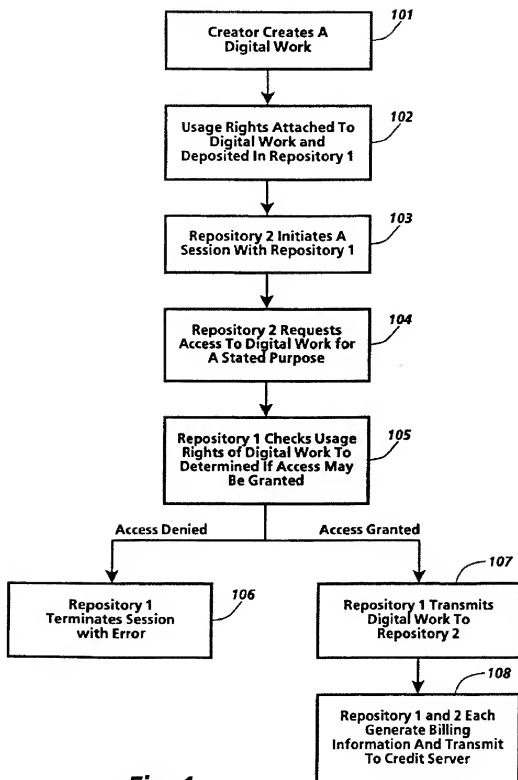 101
Creator Creates A
Digital Work
102
Usage Rights Attached To
Digital Work and
Deposited In Repository 1
103
Repository 2 Initiates A
Session With Repository 1
104
Repository 2 Requests
Access To Digital Work for
A Stated Purpose
105
Repository 1 Checks Usage
Rights of Digital Work To
Determined If Access May
Be Granted
Access Denied
Access Granted
106
Repository 1
Terminates Session
with Error
107
Repository 1 Transmits
Digital Work To
Repository 2
108
Repository 1 and 2 Each
Generate Billing
Information And Transmit
To Credit Server